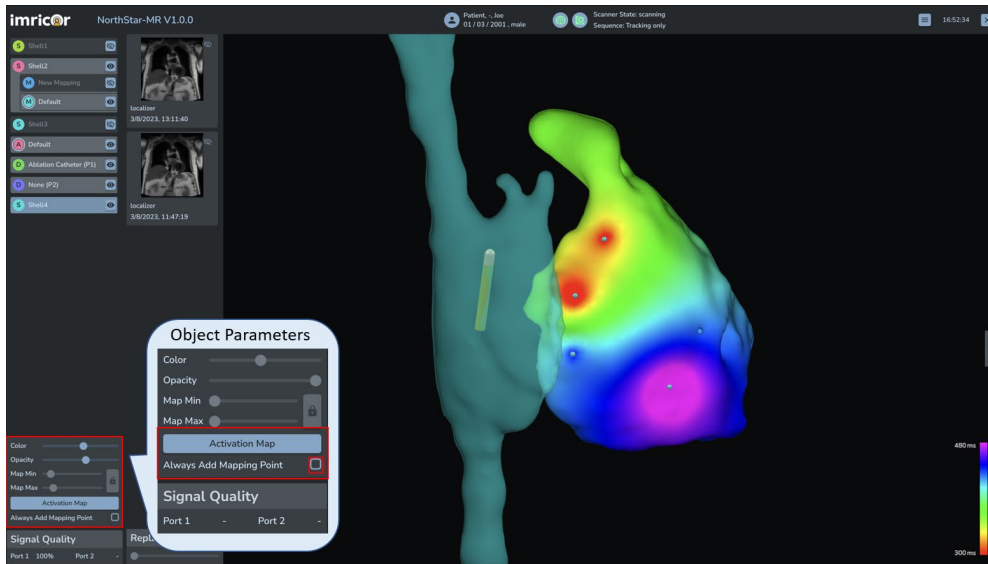 imricor
NorthStar-MR V1.0.0
Patient, -, Joe
01 / 03 / 2001 , male
Scanner State: scanning
Sequence: Tracking only
16:52:34
S Shell1
S Shell2
M New Mapping
M Default
S Shell3
A Default
D Ablation Catheter (P1)
D None (P2)
S Shell4
localizer
3/8/2023, 13:11:40
localizer
3/8/2023, 11:47:19
Object Parameters
Color
Opacity
Map Min
Map Max
Activation Map
Always Add Mapping Point
Signal Quality
Port 1 - Port 2 -
Color
Opacity
Map Min
Map Max
Activation Map
Always Add Mapping Point
Signal Quality
Port 1 100% Port 2 -
480 ms
300 ms